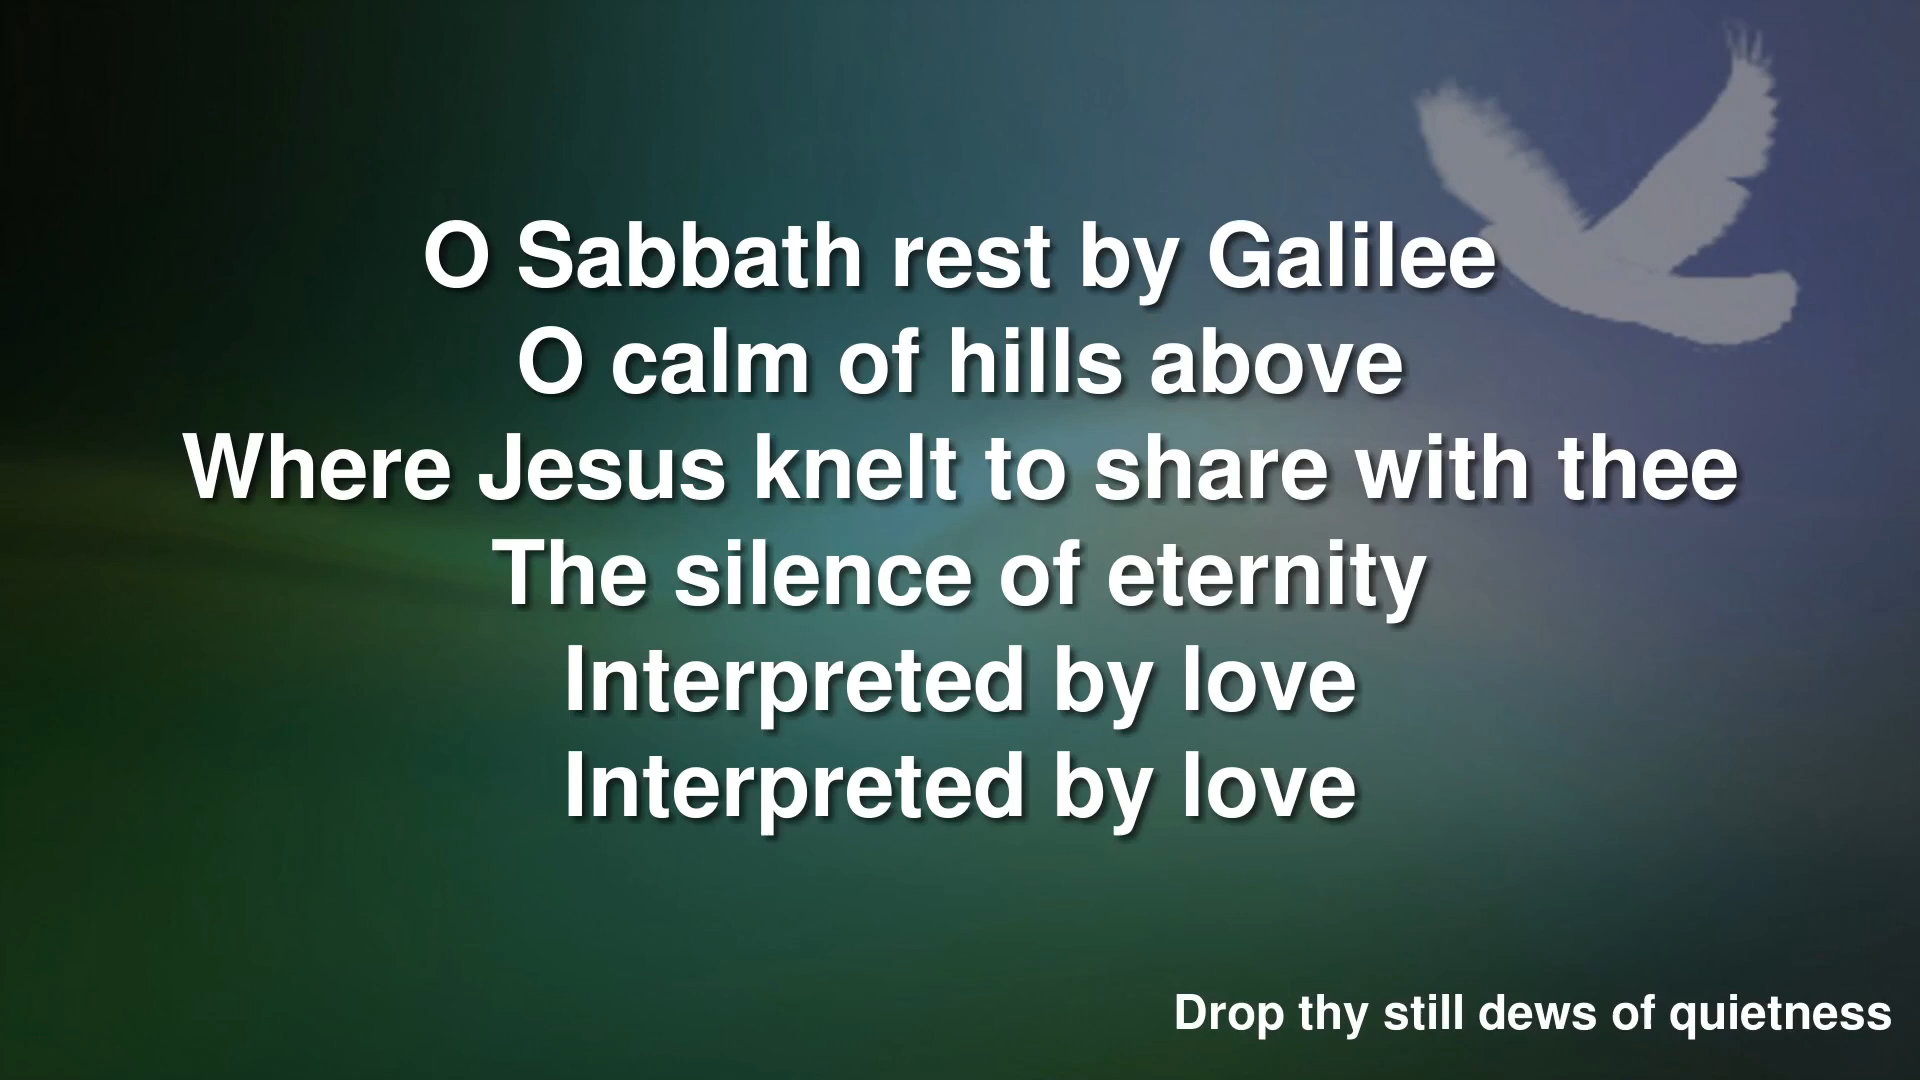 O Sabbath rest by Galilee
O calm of hills above
Where Jesus knelt to share with thee
The silence of eternity
Interpreted by love
Interpreted by love
Drop thy still dews of quietness